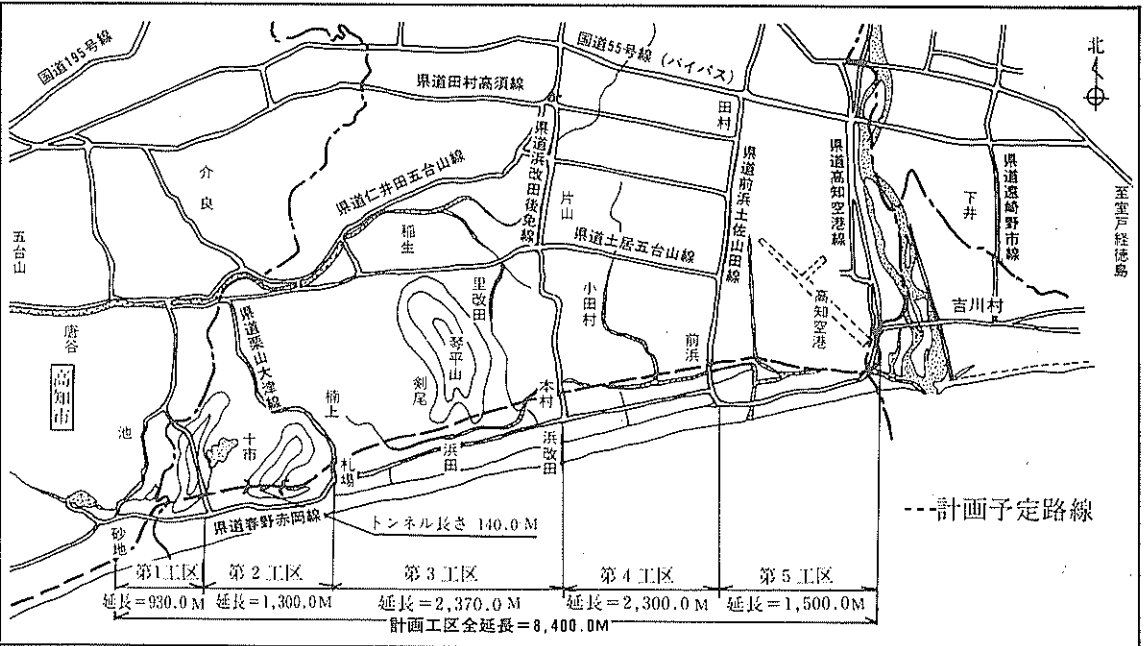 国道195号線
国道55号線 (バイパス)
北
県道田村高須線
田村
県道浜改田後免線
県道前浜土佐山田線
県道高知空港線
県道遠崎野市線
至室戸経徳島
介良
県道仁井田五台山線
片山
下井
五台山
稲生
県道土居五台山線
里改田
小田村
高知空港
吉川村
唐谷
県道栗山大津線
琴平山
前浜
高知市
剣尾
本村
楠上
池
十市
札場
浜田
浜改田
県道春野赤岡線
トンネル長さ 140.0M
計画予定路線
砂地
第1工区
第2工区
第3工区
第4工区
第5工区
延長=930.0M
延長=1,300.0M
延長=2,370.0M
延長=2,300.0M
延長=1,500.0M
計画工区全延長=8,400.0M